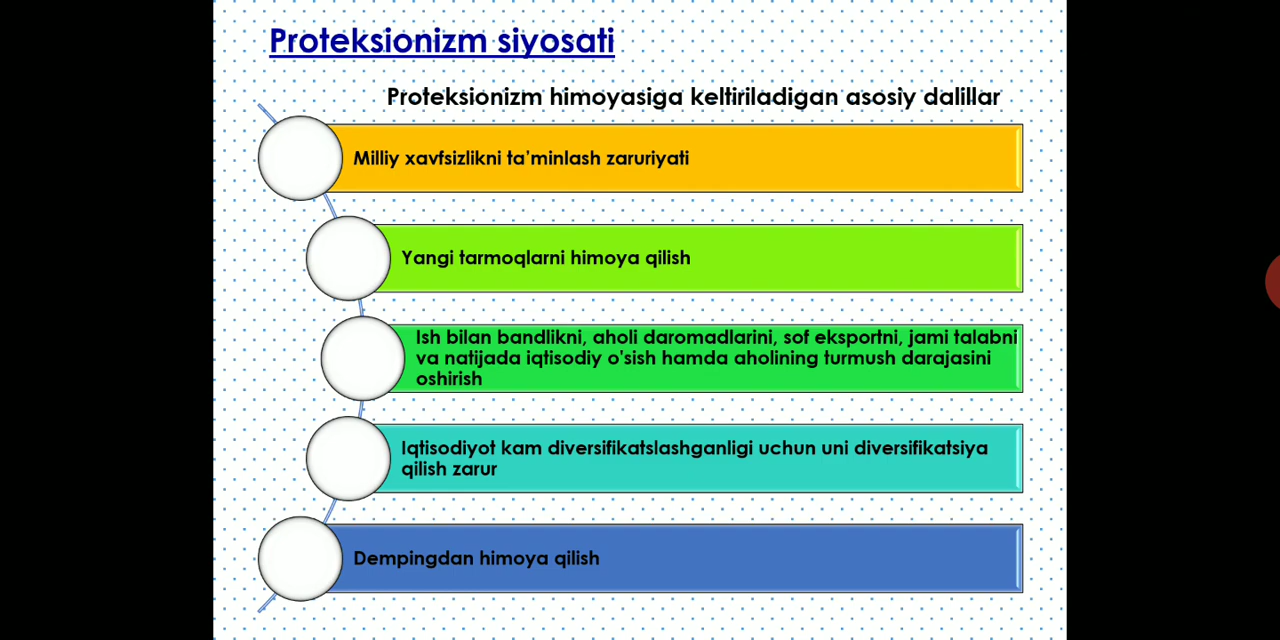 Proteksionizm siyosati
Proteksionizm himoyasiga keltiriladigan asosiy dalillar
Milliy xavfsizlikni ta’minlash zaruriyati
Yangi tarmoqlarni himoya qilish
Ish bilan bandlikni, aholi daromadlarini, sof eksportni, jami talabni
va natijada iqtisodiy o'sish hamda aholining turmush darajasini
oshirish
Iqtisodiyot kam diversifikatslashganligi uchun uni diversifikatsiya
qilish zarur
Dempingdan himoya qilish